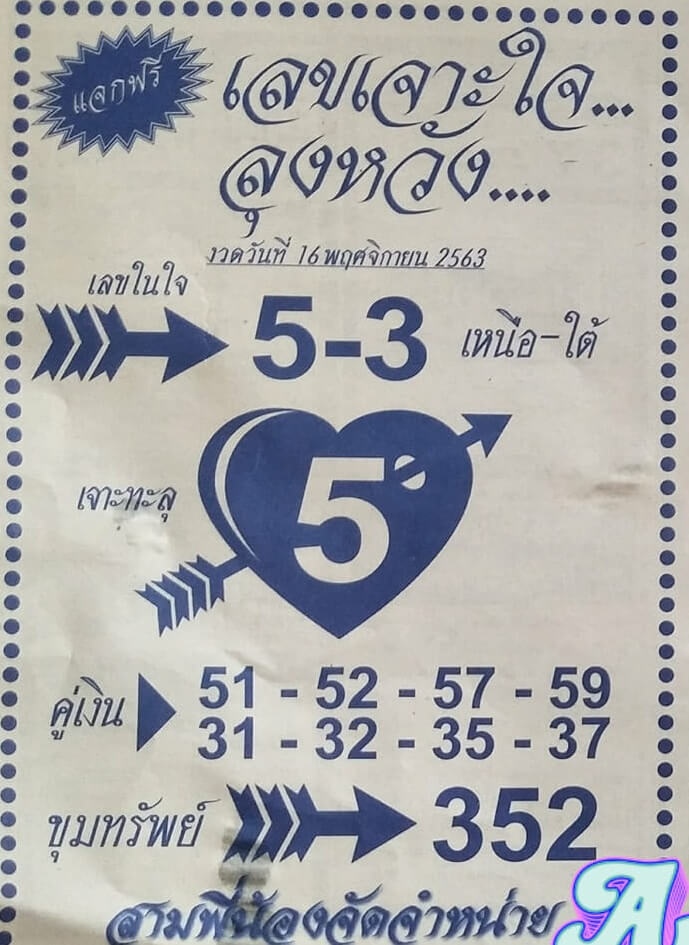 แจกฟรี
เลขเจาะใจ...
ลุงหวัง....
งวดวันที่ 16 พฤศจิกายน 2563
เลขในใจ
5-3 เหนือ-ใต้
เจาะทะลุ
5
คู่เงิน
51 - 52 - 57 - 59
31 - 32 - 35 - 37
ขุมทรัพย์ 352
สามพี่น้องจัดจำหน่าย